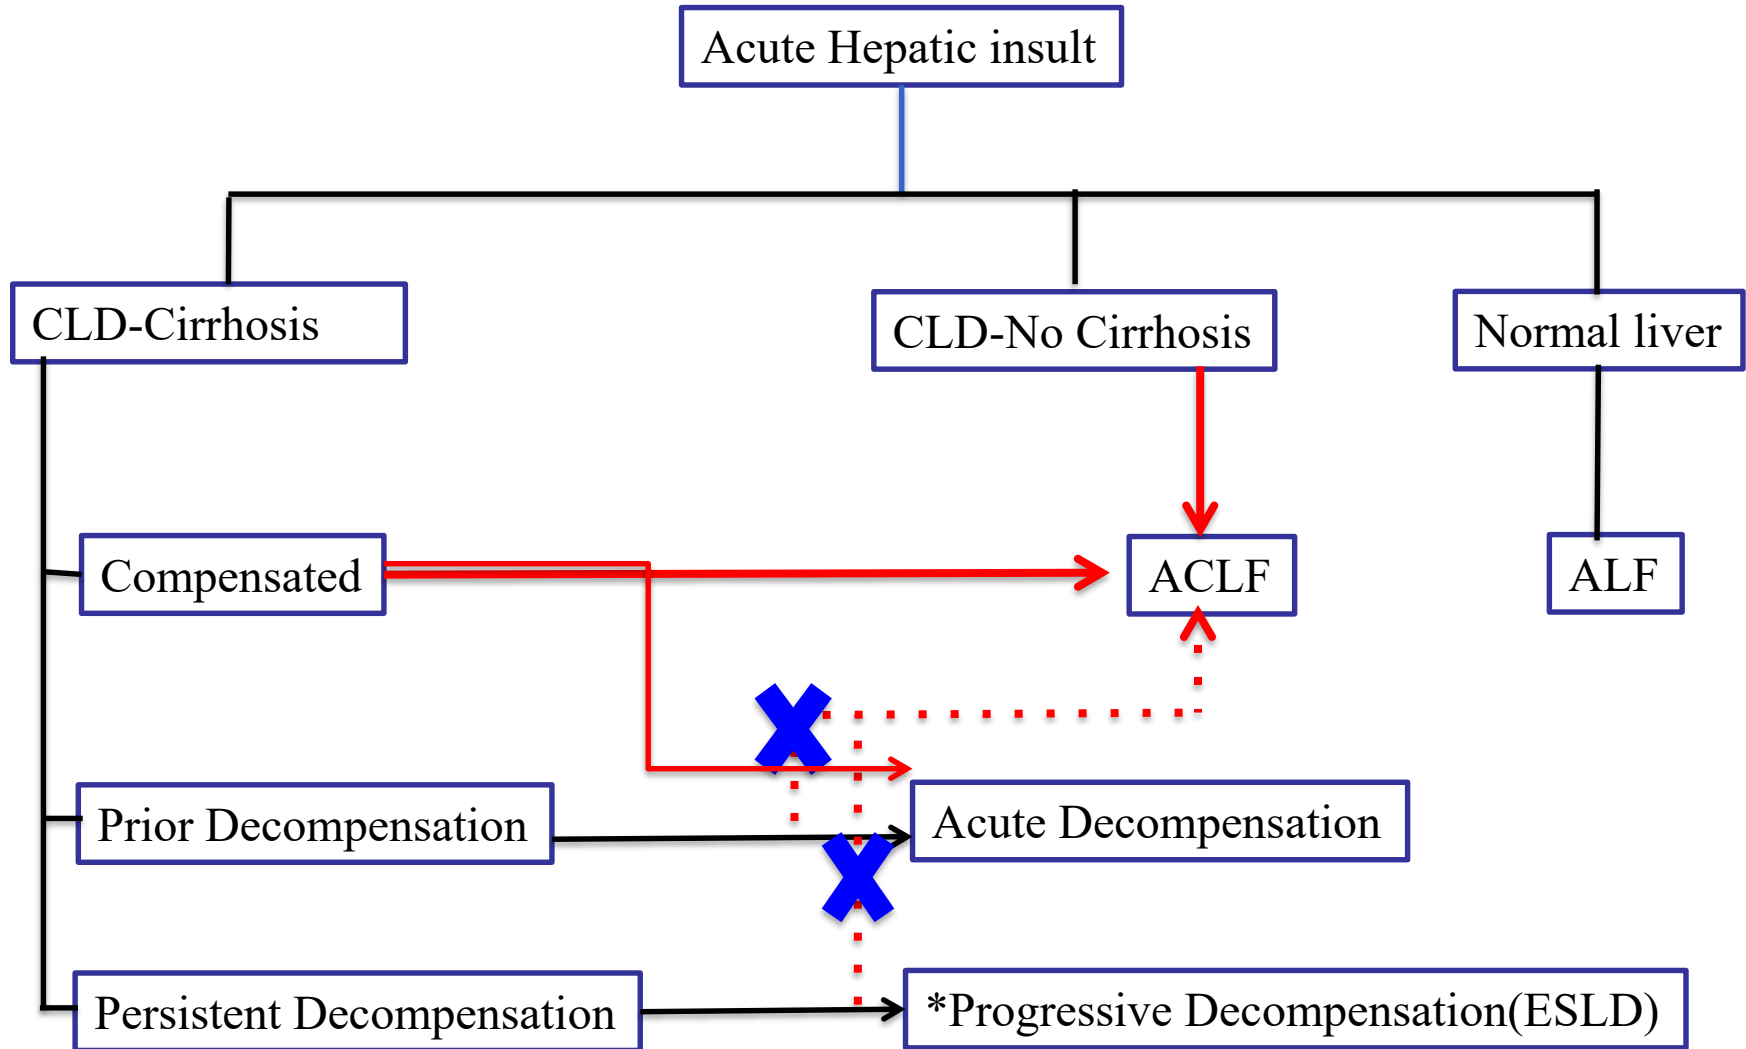 Acute Hepatic insult
CLD-Cirrhosis
CLD-No Cirrhosis
Normal liver
Compensated
ACLF
ALF
Prior Decompensation
Acute Decompensation
Persistent Decompensation
*Progressive Decompensation(ESLD)